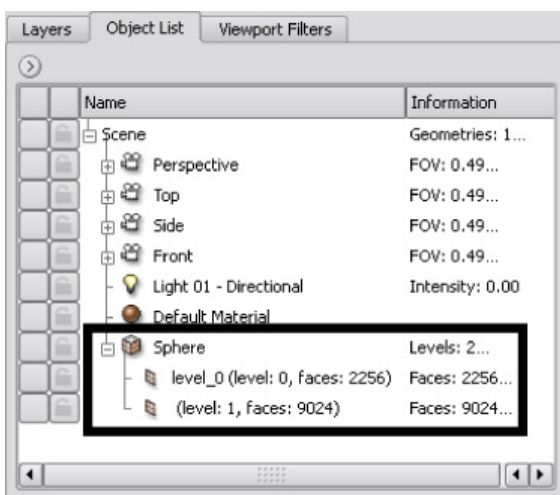 Layers Object List Viewport Filters
Name Information
Scene Geometries: 1...
Perspective FOV: 0.49...
Top FOV: 0.49...
Side FOV: 0.49...
Front FOV: 0.49...
Light 01 - Directional Intensity: 0.00
Default Material
Sphere Levels: 2...
level_0 (level: 0, faces: 2256) Faces: 2256...
(level: 1, faces: 9024) Faces: 9024...